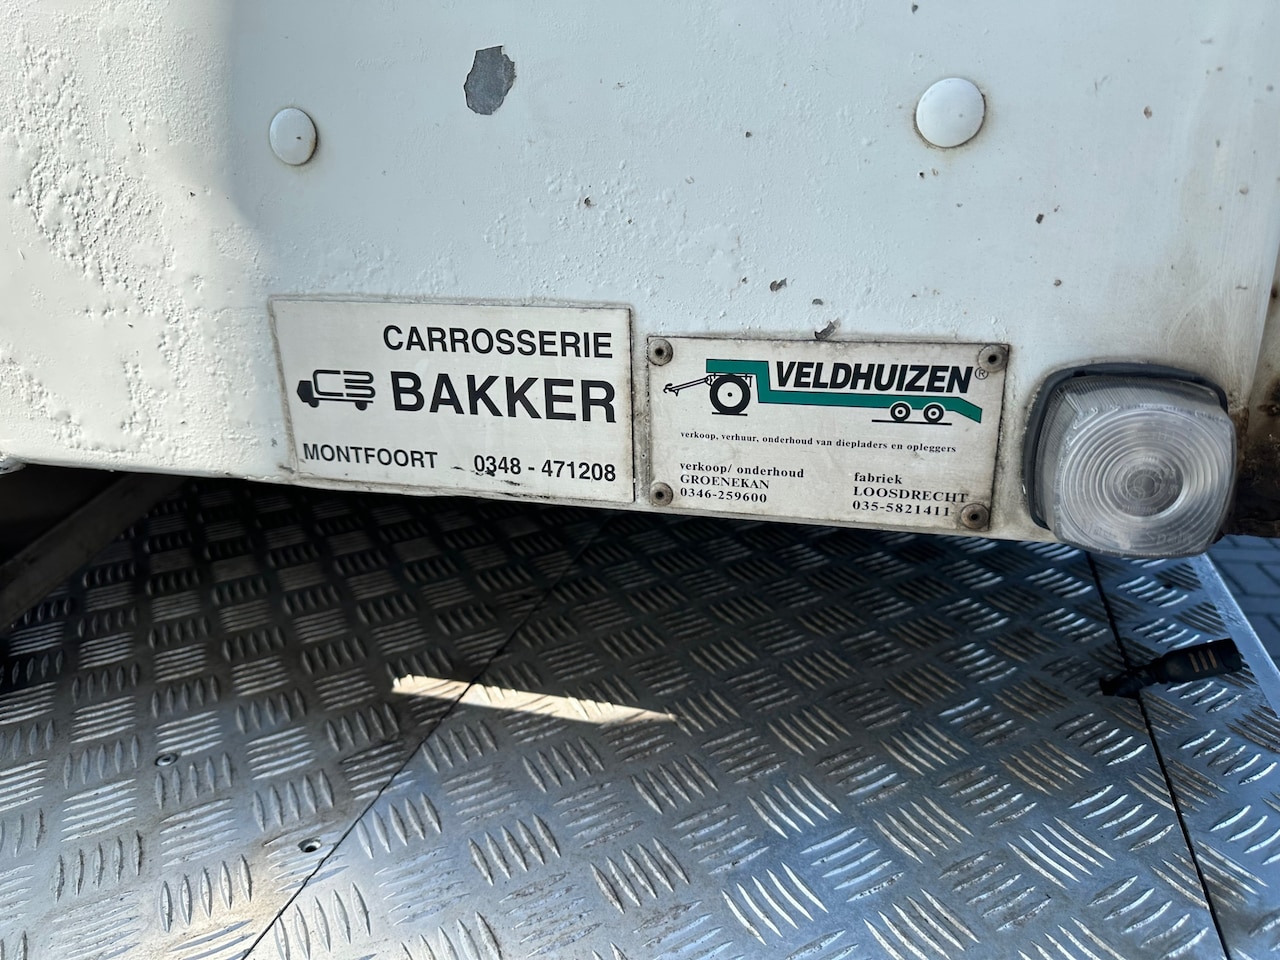 CARROSSERIE
BAKKER
MONTFOORT 0348 - 471208
VELDHUIZEN®
verkoop, verhuur, onderhoud van diepladers en opleggers
verkoop/ onderhoud
GROENEKAN
0346-259600
fabriek
LOOSDRECHT
035-5821411